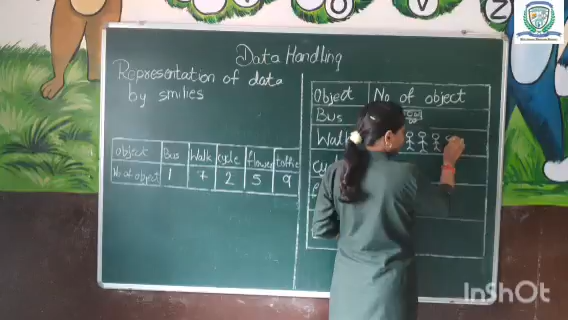 Data Handling
Representation of data
by smilies
Object Bus Walk cycle flower toffie
No of object 1 7 2 5 9
Object No of object
Bus
Walk
Z
InShOt